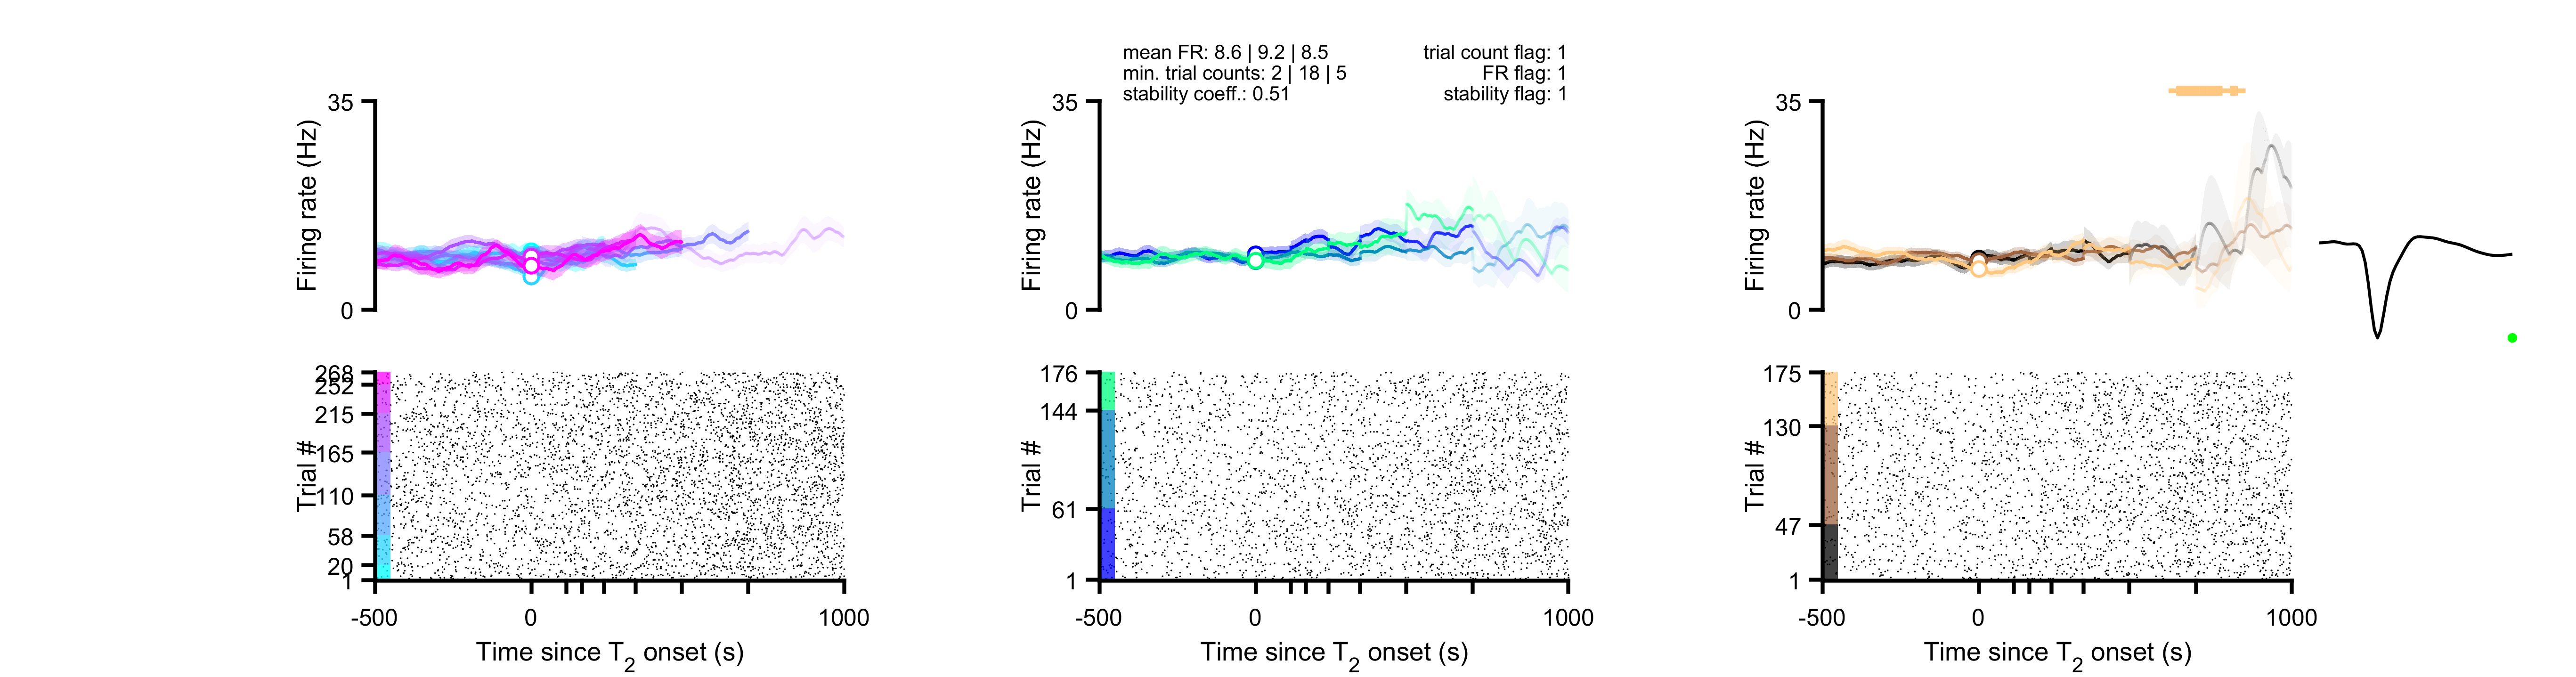 mean FR: 8.6 | 9.2 | 8.5
min. trial counts: 2 | 18 | 5
stability coeff.: 0.51
trial count flag: 1
FR flag: 1
stability flag: 1
35
Firing rate (Hz)
0
268
252
215
165
110
58
20
1
Trial #
-500 0 1000
Time since T2 onset (s)
35
Firing rate (Hz)
0
176
144
61
1
Trial #
-500 0 1000
Time since T2 onset (s)
35
Firing rate (Hz)
0
175
130
47
1
Trial #
-500 0 1000
Time since T2 onset (s)